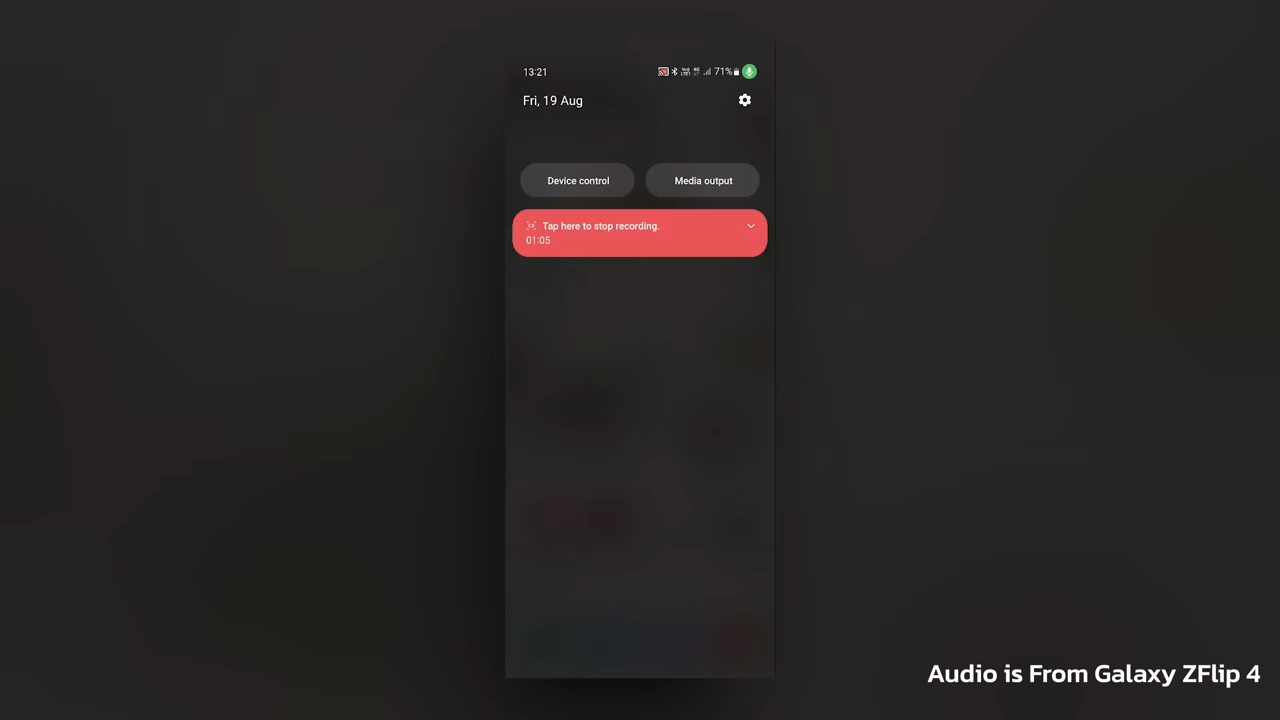 13:21
71%
Fri, 19 Aug
Device control
Media output
Tap here to stop recording.
01:05
Audio is From Galaxy ZFlip 4